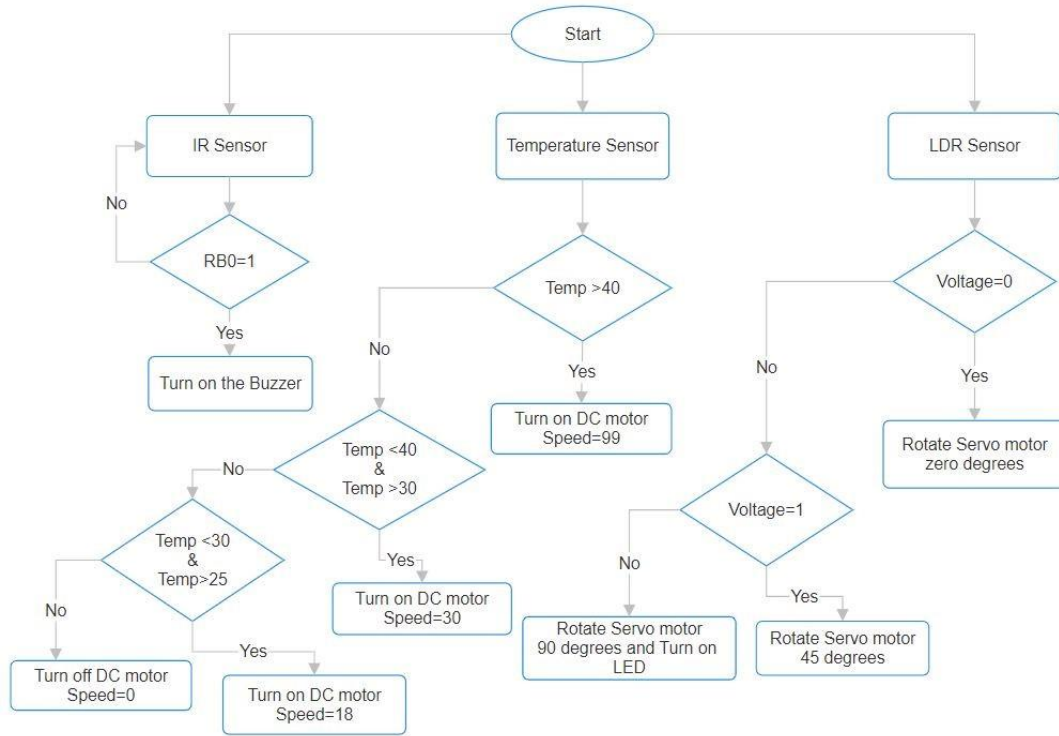 Start
IR Sensor
Temperature Sensor
LDR Sensor
No
RB0=1
Temp >40
Voltage=0
Yes
No
Yes
No
Yes
Turn on the Buzzer
Turn on DC motor
Speed=99
Rotate Servo motor
zero degrees
Temp <40
&
Temp >30
No
Voltage=1
Temp <30
&
Temp>25
Yes
No
Yes
No
Turn on DC motor
Speed=30
Rotate Servo motor
90 degrees and Turn on
LED
Rotate Servo motor
45 degrees
Yes
Turn off DC motor
Speed=0
Turn on DC motor
Speed=18